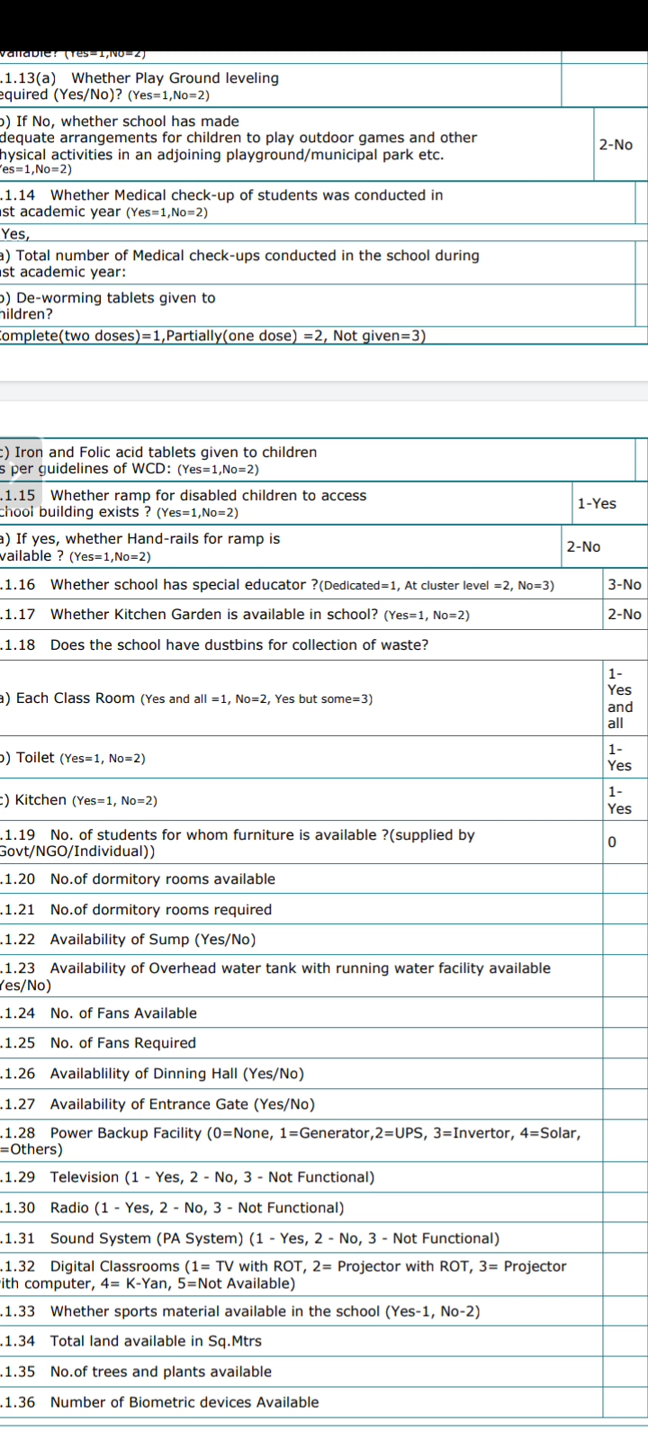 vailable? (Yes=1,No=2)
.1.13(a) Whether Play Ground leveling
equired (Yes/No)? (Yes=1,No=2)
b) If No, whether school has made
dequate arrangements for children to play outdoor games and other
hysical activities in an adjoining playground/municipal park etc.
Yes=1,No=2)
2-No
.1.14 Whether Medical check-up of students was conducted in
ast academic year (Yes=1,No=2)
Yes,
a) Total number of Medical check-ups conducted in the school during
ast academic year:
b) De-worming tablets given to
hildren?
Complete(two doses)=1,Partially(one dose) =2, Not given=3)
c) Iron and Folic acid tablets given to children
s per guidelines of WCD: (Yes=1,No=2)
.1.15 Whether ramp for disabled children to access
chool building exists ? (Yes=1,No=2)
1-Yes
a) If yes, whether Hand-rails for ramp is
vailable ? (Yes=1,No=2)
2-No
.1.16 Whether school has special educator ?(Dedicated=1, At cluster level =2, No=3) 3-No
.1.17 Whether Kitchen Garden is available in school? (Yes=1, No=2) 2-No
.1.18 Does the school have dustbins for collection of waste?
a) Each Class Room (Yes and all =1, No=2, Yes but some=3)
1-
Yes
and
all
b) Toilet (Yes=1, No=2)
1-
Yes
c) Kitchen (Yes=1, No=2)
1-
Yes
.1.19 No. of students for whom furniture is available ?(supplied by
Govt/NGO/Individual))
0
.1.20 No.of dormitory rooms available
.1.21 No.of dormitory rooms required
.1.22 Availability of Sump (Yes/No)
.1.23 Availability of Overhead water tank with running water facility available
Yes/No)
.1.24 No. of Fans Available
.1.25 No. of Fans Required
.1.26 Availablility of Dinning Hall (Yes/No)
.1.27 Availability of Entrance Gate (Yes/No)
.1.28 Power Backup Facility (0=None, 1=Generator,2=UPS, 3=Invertor, 4=Solar,
=Others)
.1.29 Television (1 - Yes, 2 - No, 3 - Not Functional)
.1.30 Radio (1 - Yes, 2 - No, 3 - Not Functional)
.1.31 Sound System (PA System) (1 - Yes, 2 - No, 3 - Not Functional)
.1.32 Digital Classrooms (1= TV with ROT, 2= Projector with ROT, 3= Projector
ith computer, 4= K-Yan, 5=Not Available)
.1.33 Whether sports material available in the school (Yes-1, No-2)
.1.34 Total land available in Sq.Mtrs
.1.35 No.of trees and plants available
.1.36 Number of Biometric devices Available